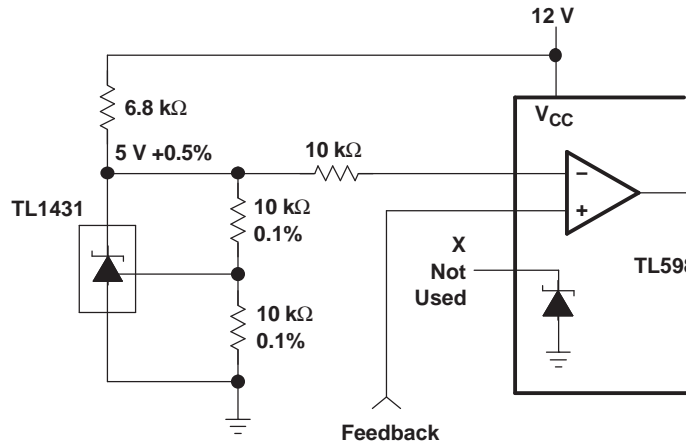 12 V
6.8 kΩ
VCC
5 V +0.5%
10 kΩ
−
TL1431
10 kΩ
0.1%
+
X
Not
Used
TL598
10 kΩ
0.1%
Feedback